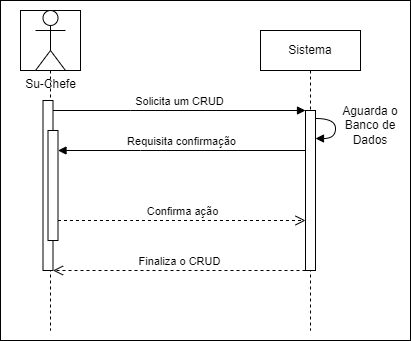 Su-Chefe
Sistema
Solicita um CRUD
Aguarda o
Banco de
Dados
Requisita confirmação
Confirma ação
Finaliza o CRUD